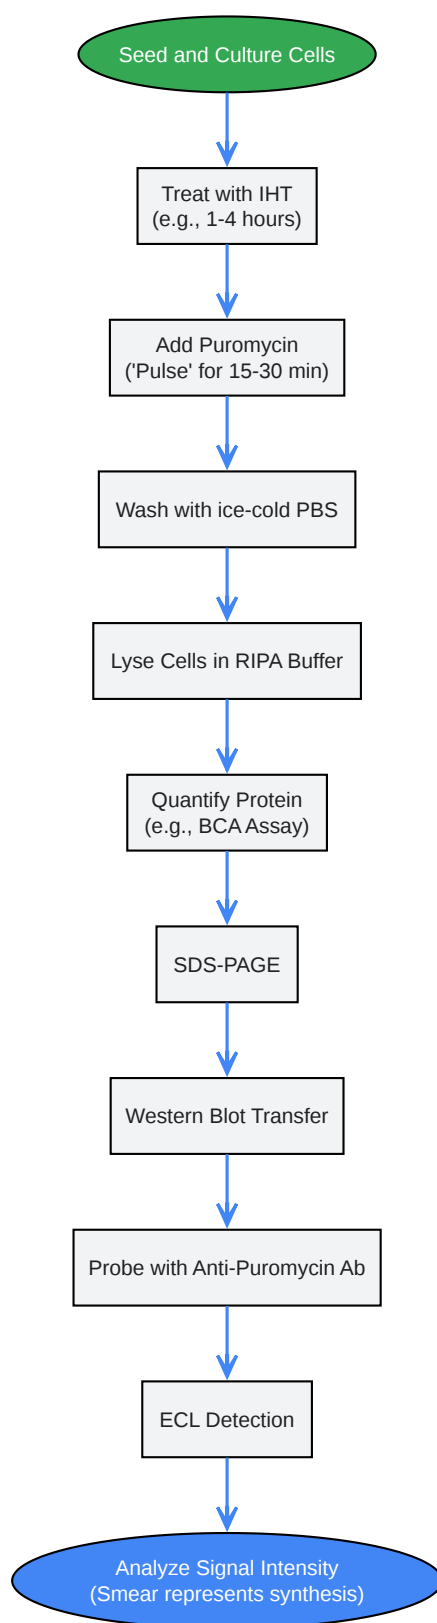 Seed and Culture Cells
Treat with IHT
(e.g., 1-4 hours)
Add Puromycin
('Pulse' for 15-30 min)
Wash with ice-cold PBS
Lyse Cells in RIPA Buffer
Quantify Protein
(e.g., BCA Assay)
SDS-PAGE
Western Blot Transfer
Probe with Anti-Puromycin Ab
ECL Detection
Analyze Signal Intensity
(Smear represents synthesis)